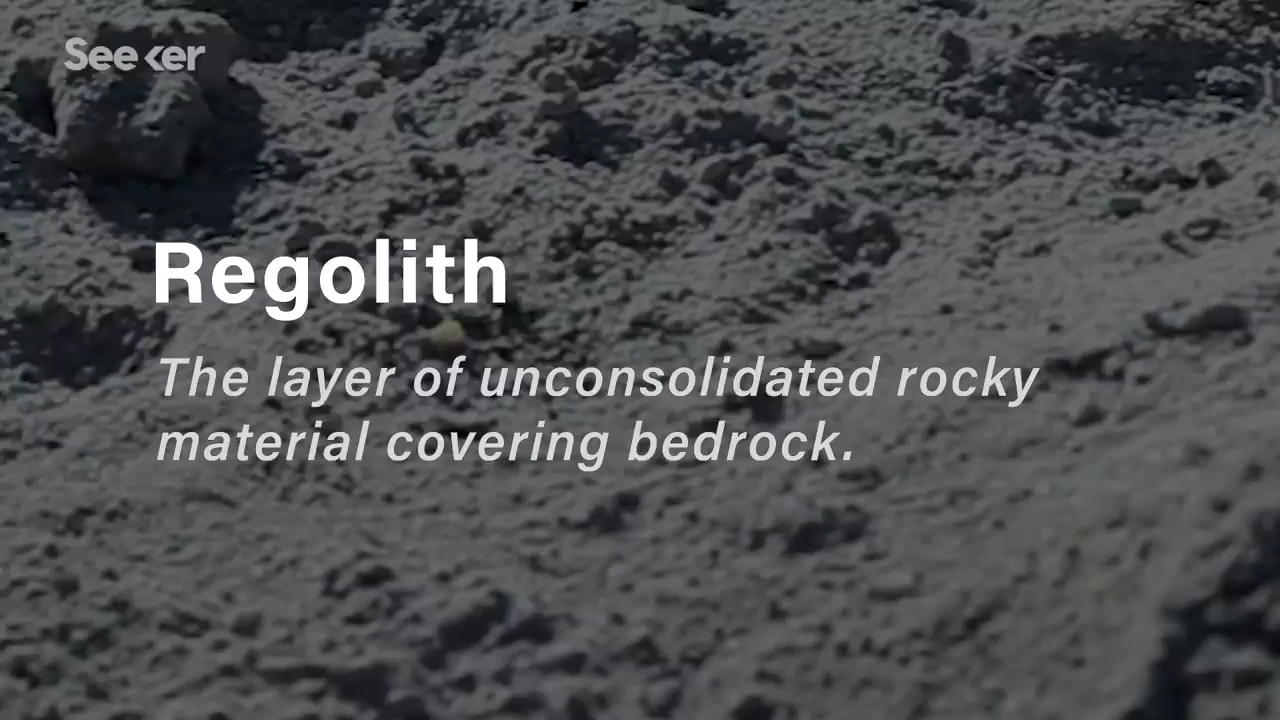 Seeker
Regolith
The layer of unconsolidated rocky
material covering bedrock.